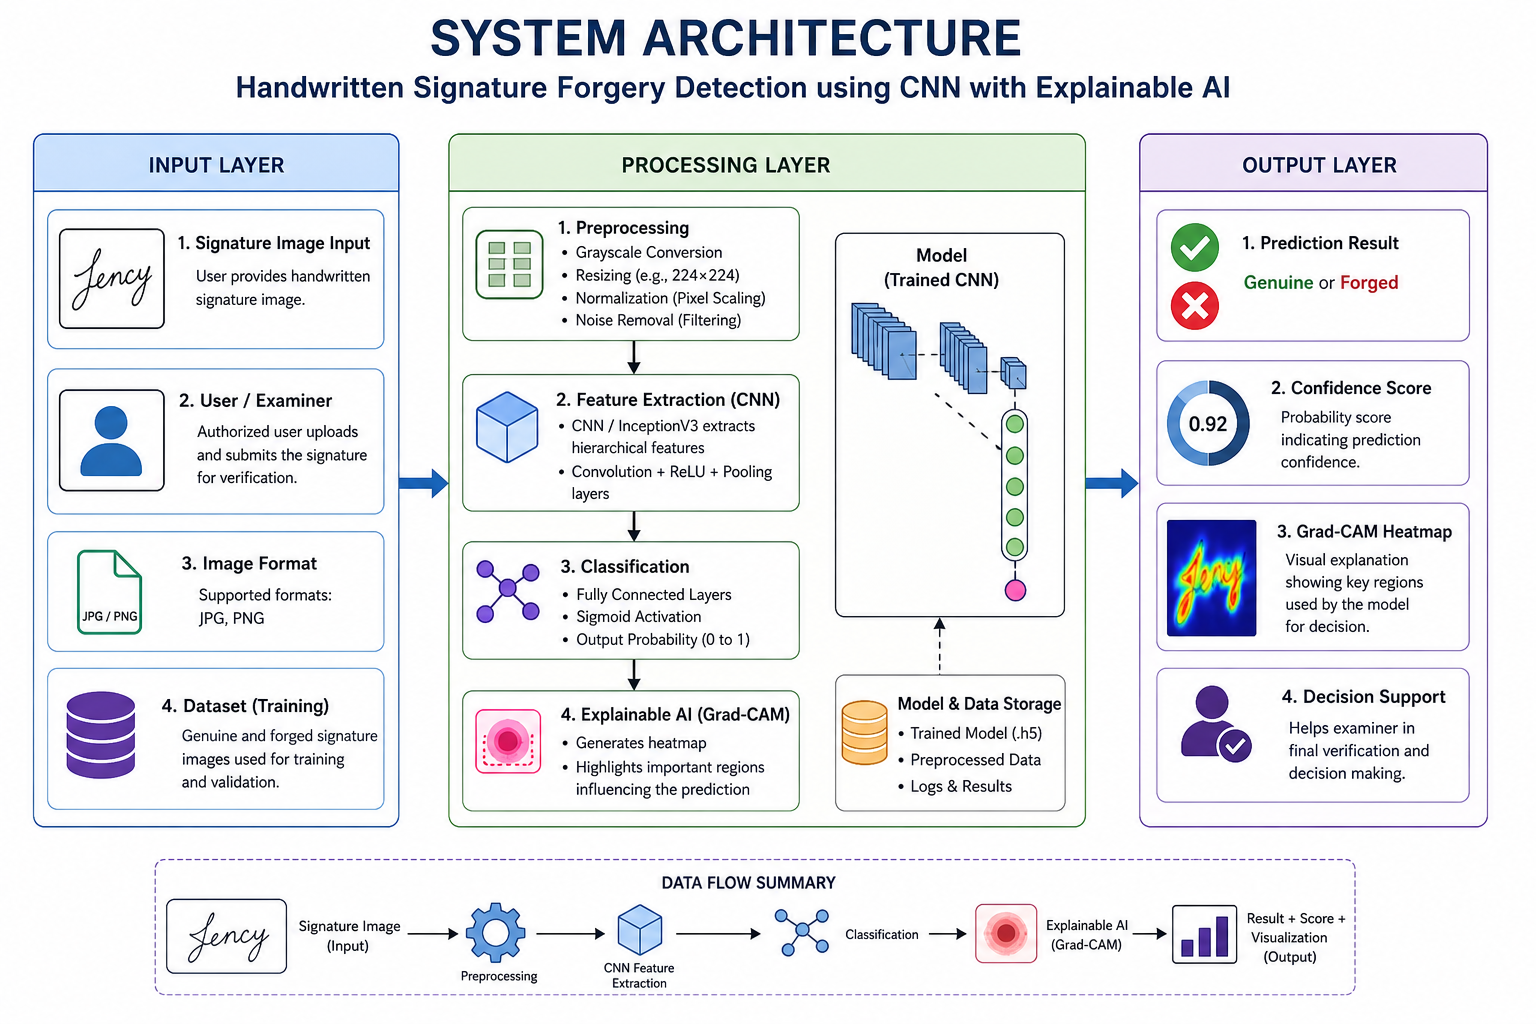 SYSTEM ARCHITECTURE
Handwritten Signature Forgery Detection using CNN with Explainable AI
INPUT LAYER
Jency
1. Signature Image Input
User provides handwritten
signature image.
2. User / Examiner
Authorized user uploads
and submits the signature
for verification.
JPG / PNG
3. Image Format
Supported formats:
JPG, PNG
4. Dataset (Training)
Genuine and forged signature
images used for training
and validation.
PROCESSING LAYER
1. Preprocessing
• Grayscale Conversion
• Resizing (e.g., 224×224)
• Normalization (Pixel Scaling)
• Noise Removal (Filtering)
2. Feature Extraction (CNN)
• CNN / InceptionV3 extracts
hierarchical features
• Convolution + ReLU + Pooling
layers
3. Classification
• Fully Connected Layers
• Sigmoid Activation
• Output Probability (0 to 1)
4. Explainable AI (Grad-CAM)
• Generates heatmap
• Highlights important regions
influencing the prediction
Model
(Trained CNN)
Model & Data Storage
• Trained Model (.h5)
• Preprocessed Data
• Logs & Results
OUTPUT LAYER
1. Prediction Result
Genuine or Forged
0.92
2. Confidence Score
Probability score
indicating prediction
confidence.
Jeny
3. Grad-CAM Heatmap
Visual explanation
showing key regions
used by the model
for decision.
4. Decision Support
Helps examiner in
final verification and
decision making.
DATA FLOW SUMMARY
Jency
Signature Image
(Input)
Preprocessing
CNN Feature
Extraction
Classification
Explainable AI
(Grad-CAM)
Result + Score +
Visualization
(Output)